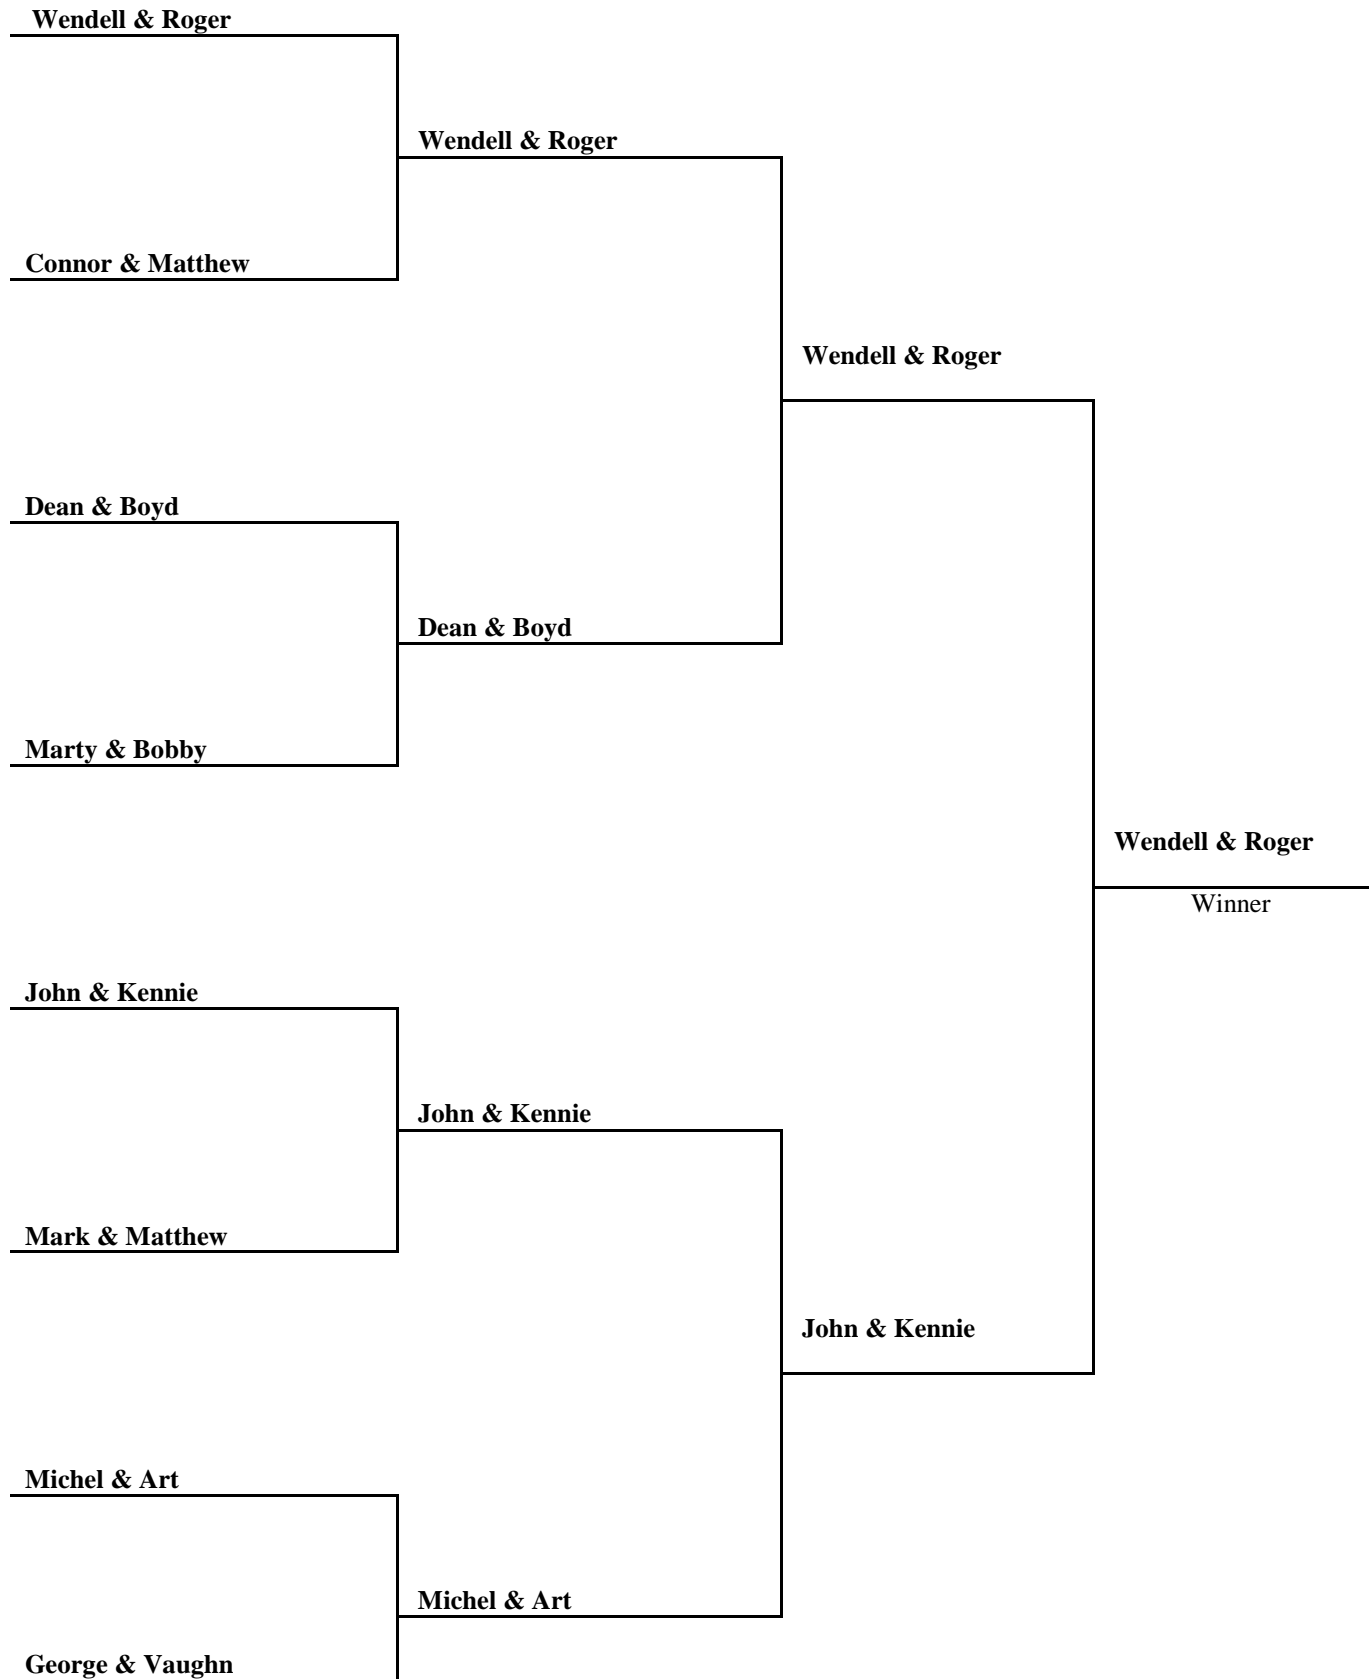 Wendell & Roger
Wendell & Roger
Connor & Matthew
Wendell & Roger
Dean & Boyd
Dean & Boyd
Marty & Bobby
Wendell & Roger
Winner
John & Kennie
John & Kennie
Mark & Matthew
John & Kennie
Michel & Art
Michel & Art
George & Vaughn